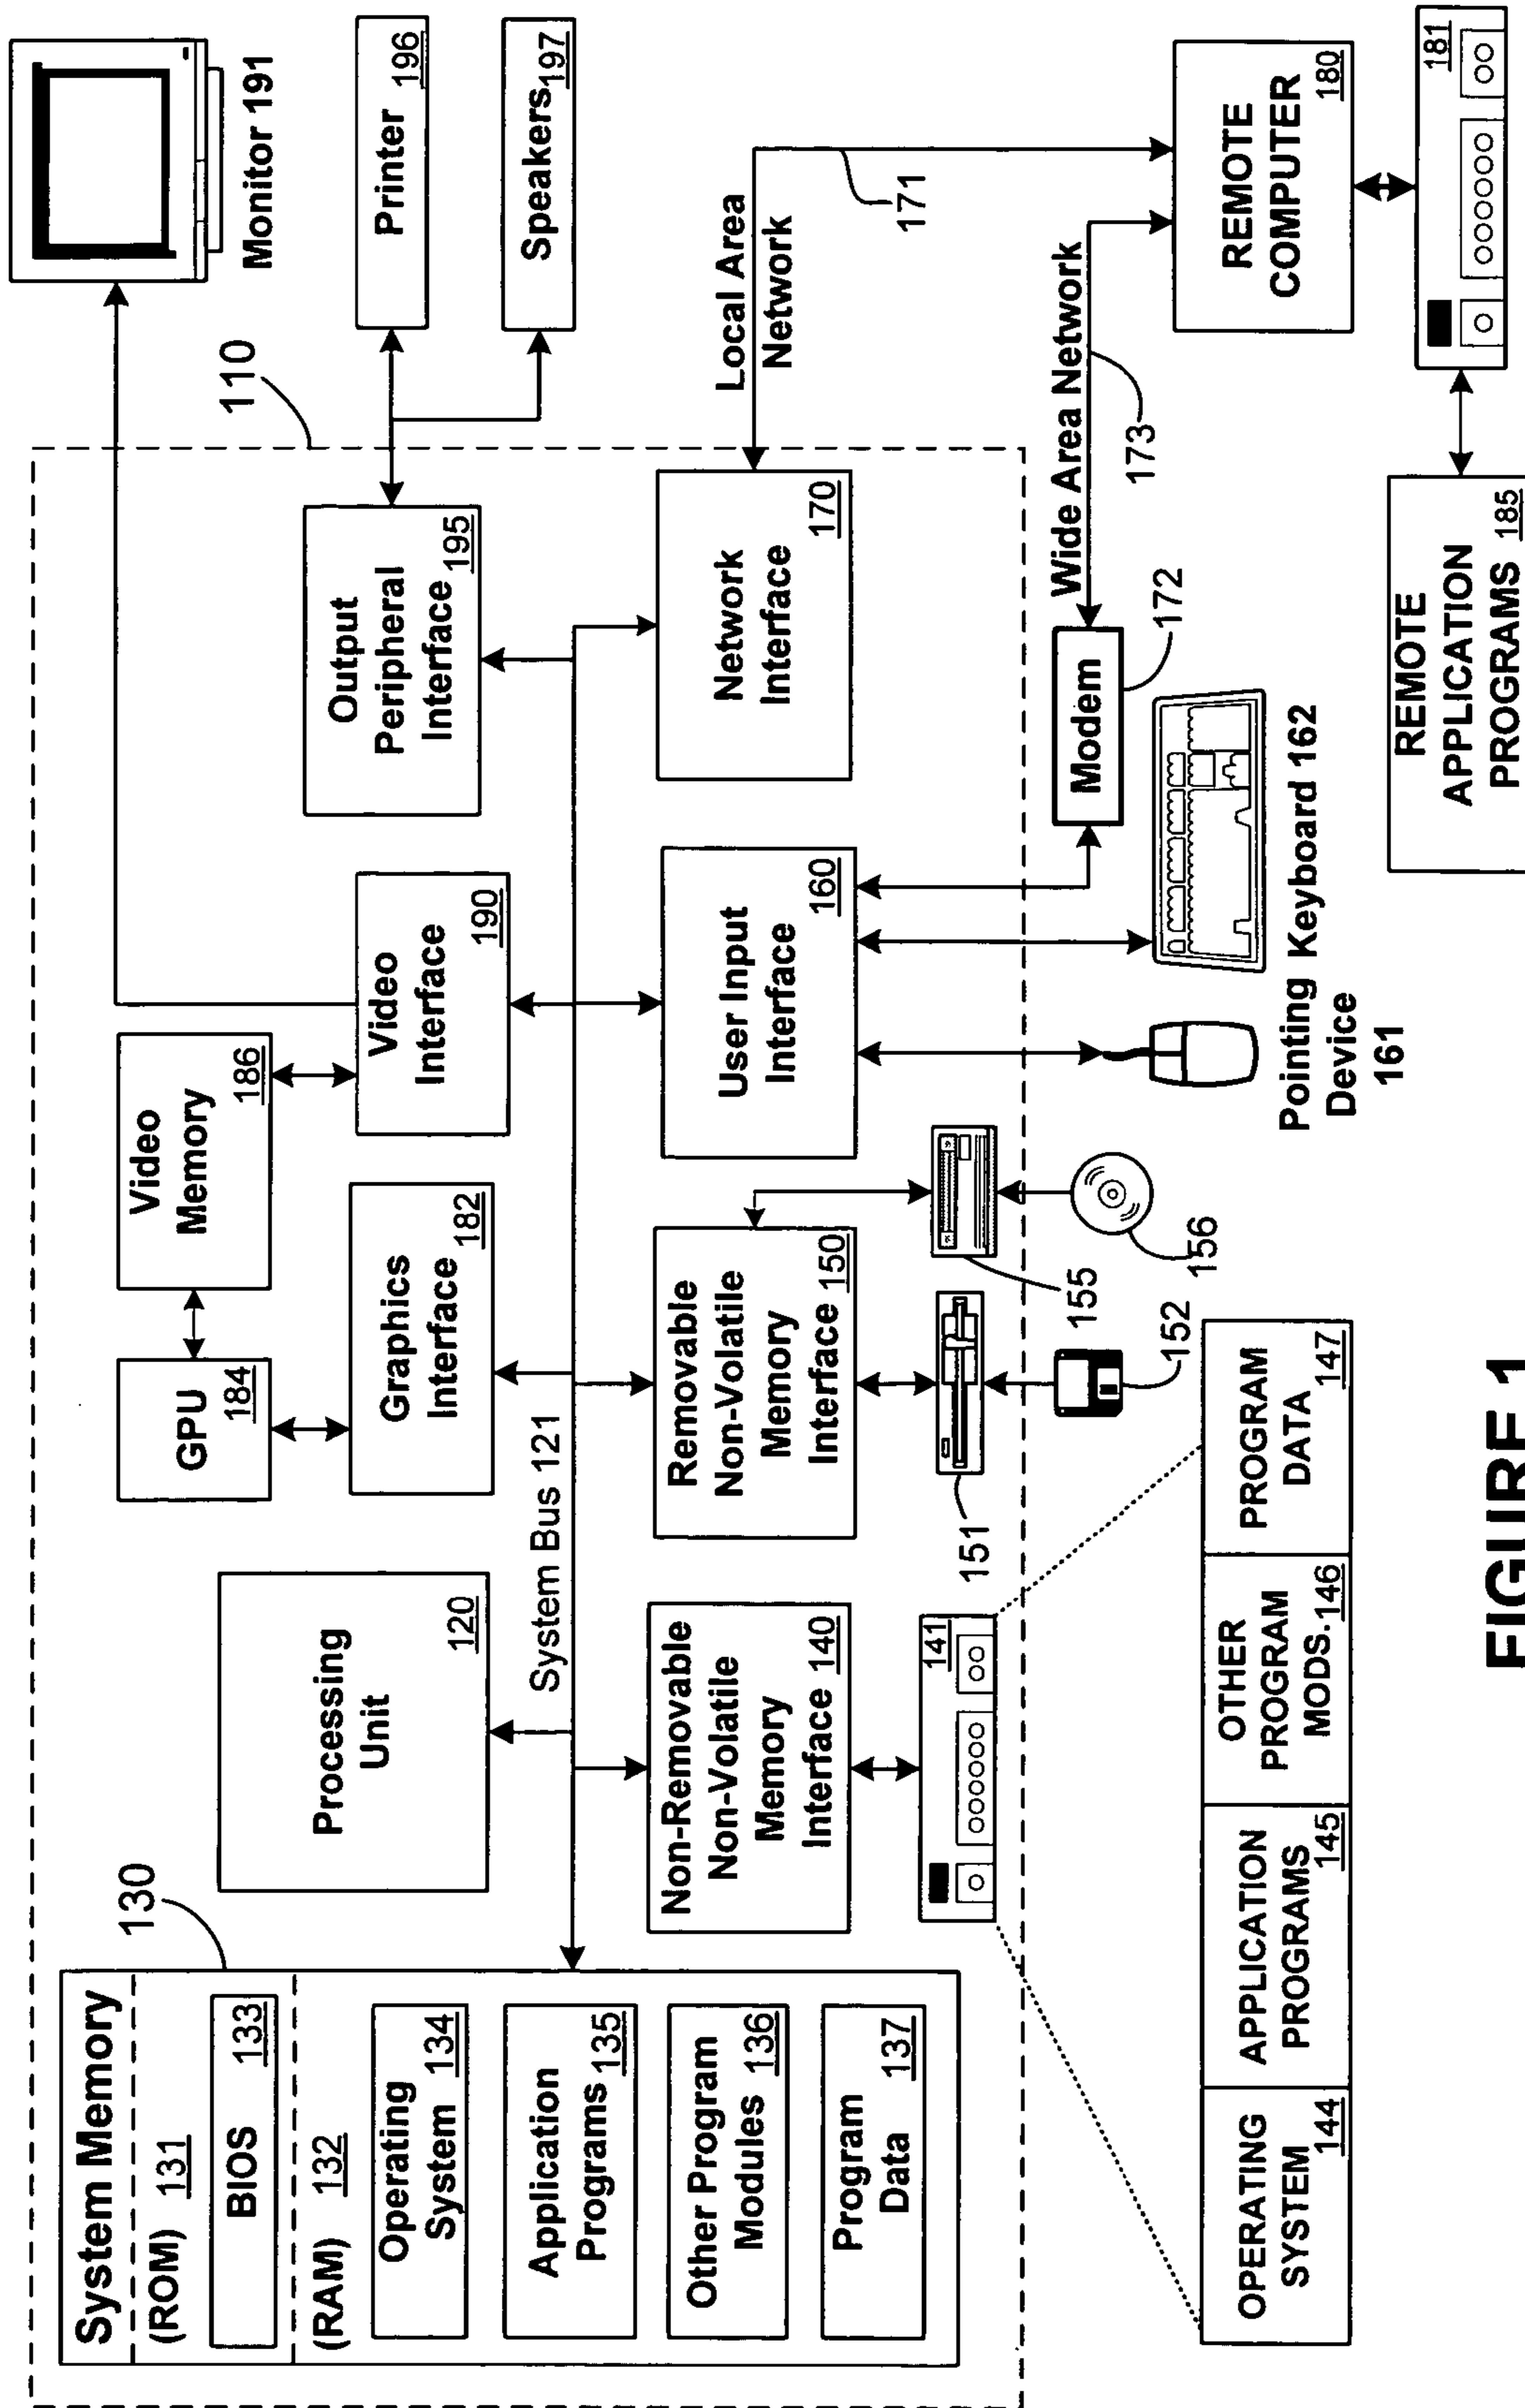 System Memory
(ROM) 131
BIOS 133
(RAM) 132
Operating
System 134
Application
Programs 135
Other Program
Modules 136
Program
Data 137
130
Processing
Unit
120
GPU
184
Video
Memory
186
Graphics
Interface
182
Video
Interface
190
Output
Peripheral
Interface 195
110
Monitor 191
Printer
196
Speakers 197
System Bus 121
Non-Removable
Non-Volatile
Memory
Interface 140
Removable
Non-Volatile
Memory
Interface 150
User Input
Interface
160
Network
Interface
170
Local Area
Network
171
141
151
152
155
156
Modem
172
Wide Area Network
173
Pointing
Device
161
Keyboard 162
REMOTE
COMPUTER
180
181
REMOTE
APPLICATION
PROGRAMS 185
OPERATING
SYSTEM 144
APPLICATION
PROGRAMS
145
OTHER
PROGRAM
MODS. 146
PROGRAM
DATA 147
FIGURE 1